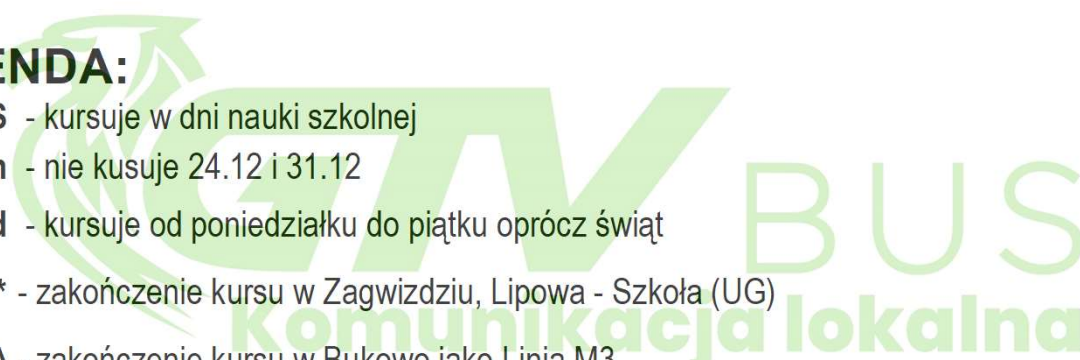 ENDA:
S - kursuje w dni nauki szkolnej
n - nie kusuje 24.12 i 31.12
d - kursuje od poniedziałku do piątku oprócz świąt
* - zakończenie kursu w Zagwizdziu, Lipowa - Szkoła (UG)
A - zakończenie kursu w Bukowo jako Linia M3
GTV BUS
Komunikacja lokalna